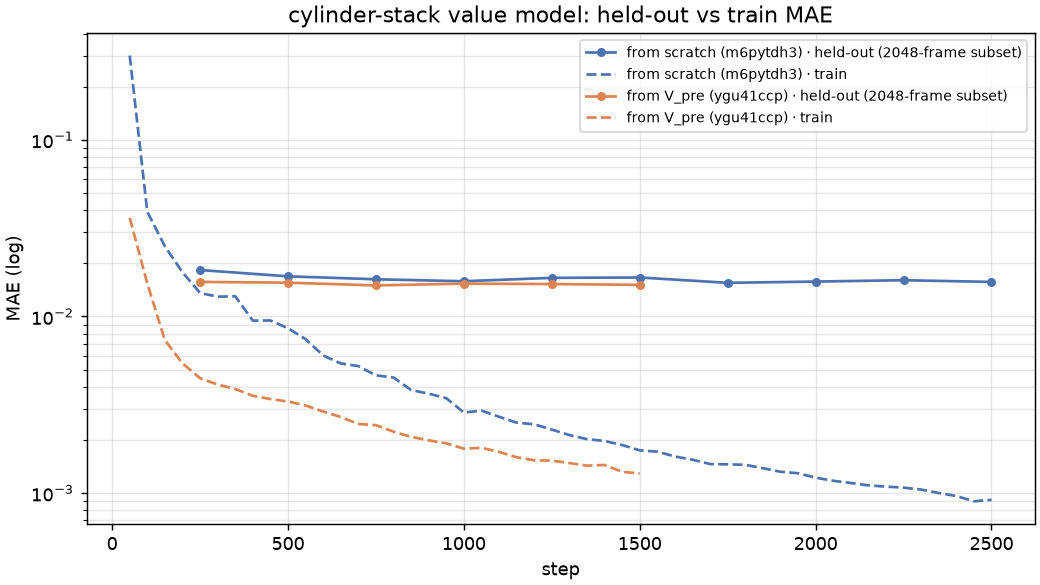 cylinder-stack value model: held-out vs train MAE
from scratch (m6pytdh3) · held-out (2048-frame subset)
from scratch (m6pytdh3) · train
from V_pre (ygu41ccp) · held-out (2048-frame subset)
from V_pre (ygu41ccp) · train
MAE (log)
10⁻¹
10⁻²
10⁻³
0 500 1000 1500 2000 2500
step